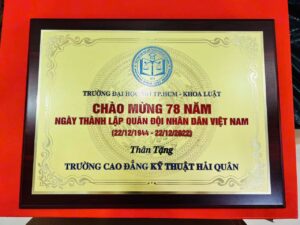 TRƯỜNG ĐẠI HỌC TP.HCM - KHOA LUẬT
CHÀO MỪNG 78 NĂM
NGÀY THÀNH LẬP QUÂN ĐỘI NHÂN DÂN VIỆT NAM
(22/12/1944 - 22/12/2022)
Thân Tặng
TRƯỜNG CAO ĐẲNG KỸ THUẬT HẢI QUÂN